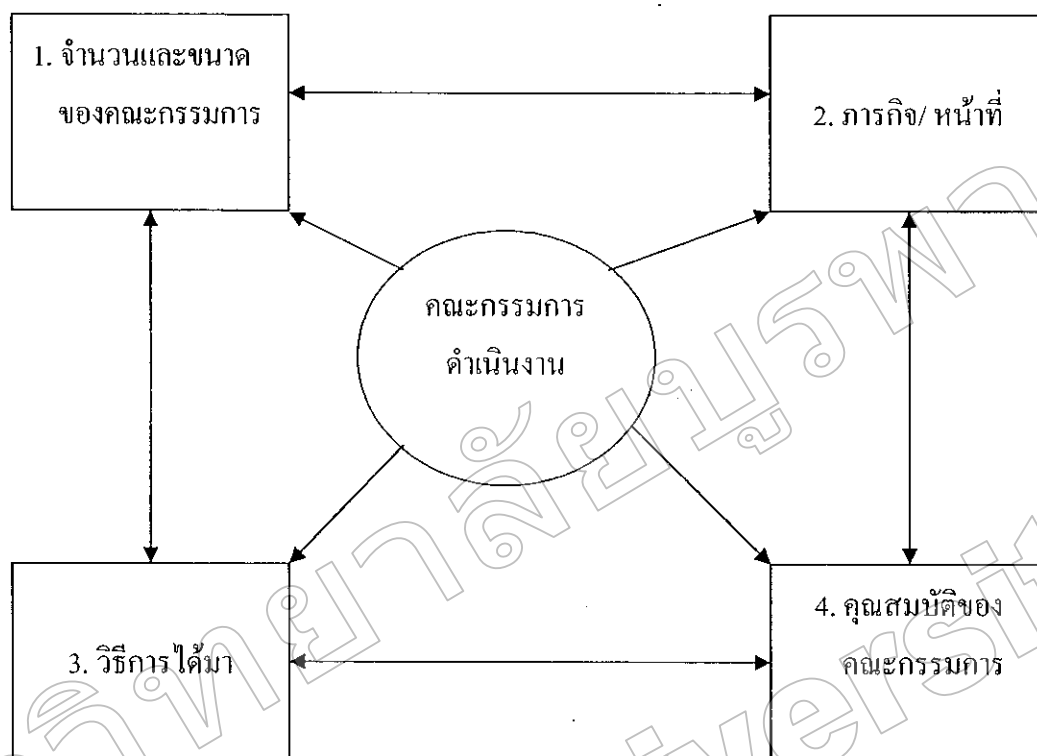 1. จำนวนและขนาด
ของคณะกรรมการ
2. ภารกิจ/ หน้าที่
คณะกรรมการ
ดำเนินงาน
3. วิธีการได้มา
4. คุณสมบัติของ
คณะกรรมการ